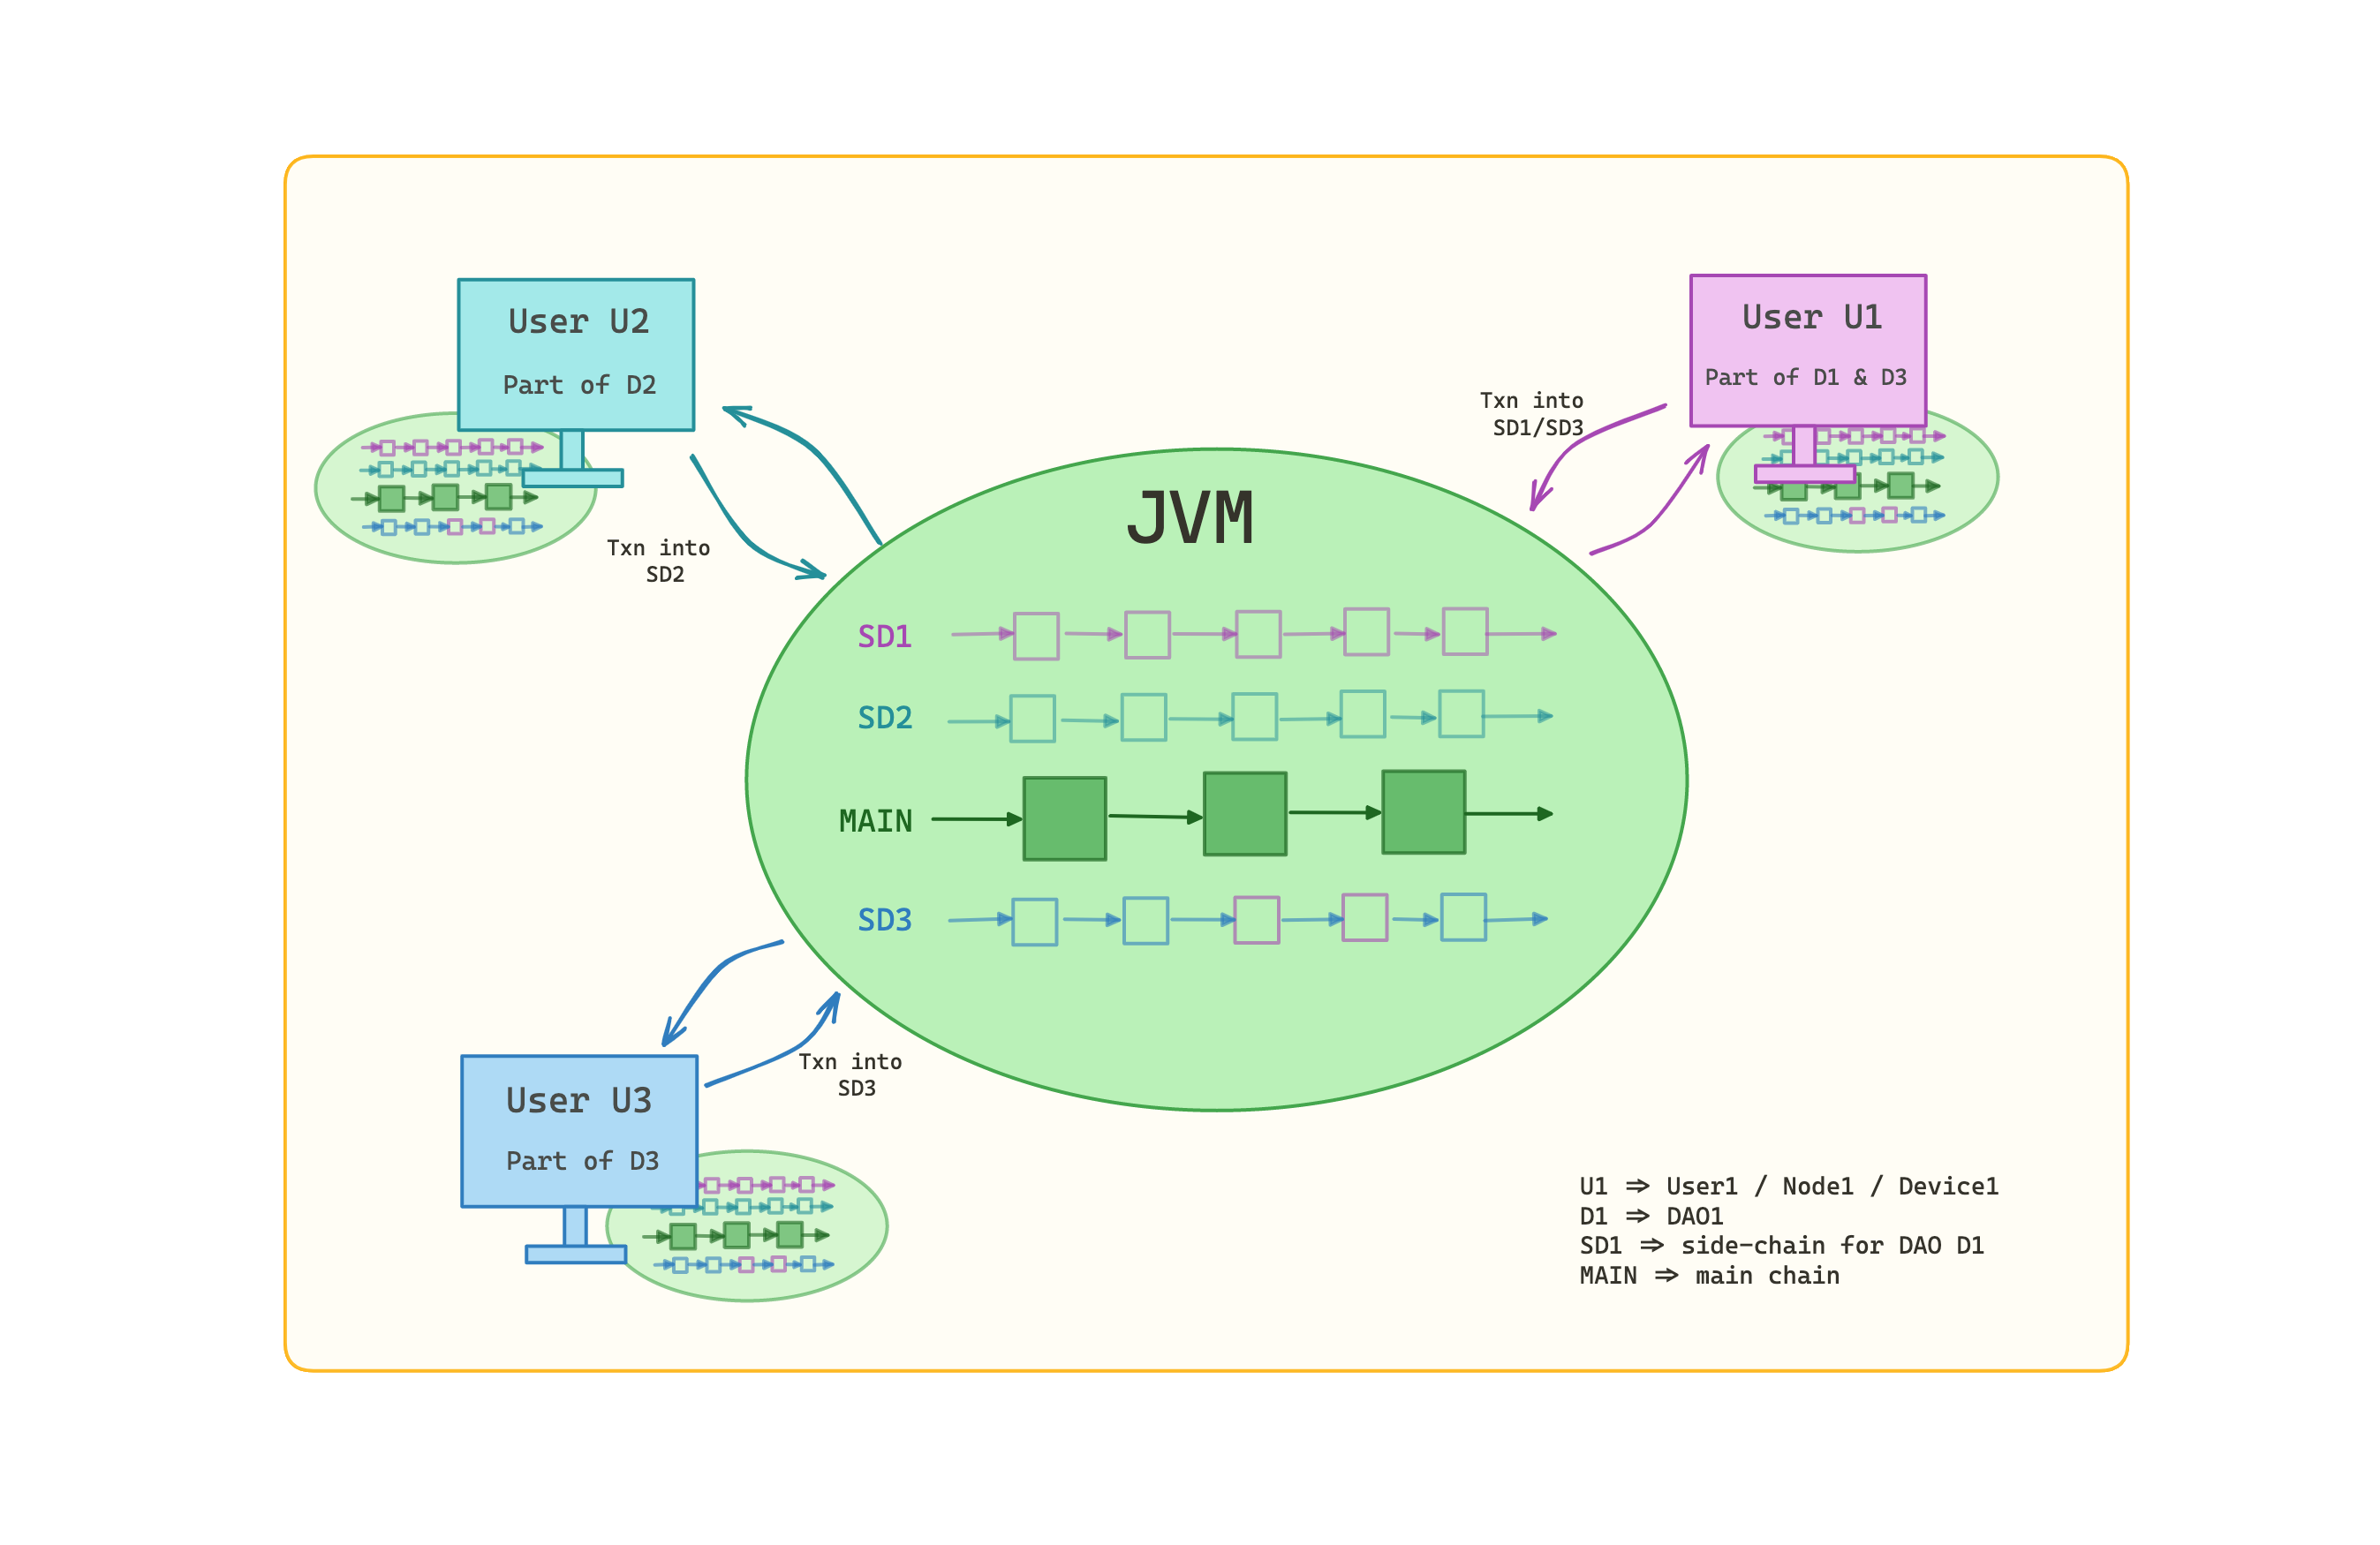 User U2
Part of D2
User U1
Part of D1 & D3
Txn into
SD1/SD3
Txn into
SD2
JVM
SD1
SD2
MAIN
SD3
Txn into
SD3
User U3
Part of D3
U1 ⇒ User1 / Node1 / Device1
D1 ⇒ DAO1
SD1 ⇒ side-chain for DAO D1
MAIN ⇒ main chain